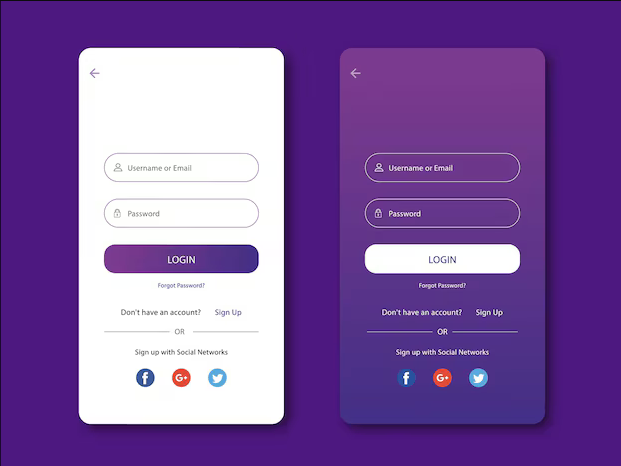 Username or Email
Password
LOGIN
Forgot Password?
Don't have an account? Sign Up
OR
Sign up with Social Networks
f
G+
Username or Email
Password
LOGIN
Forgot Password?
Don't have an account? Sign Up
OR
Sign up with Social Networks
f
G+